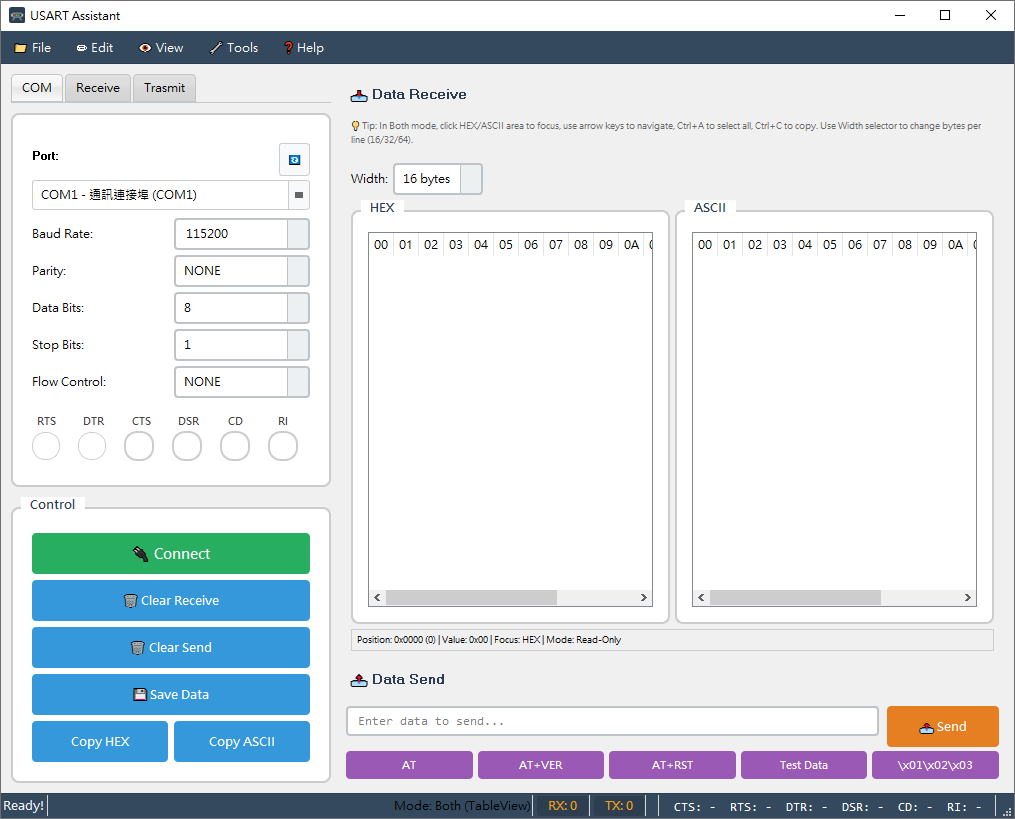 USART Assistant
File Edit View Tools Help
COM Receive Trasmit
Port:
COM1 - 通訊連接埠 (COM1)
Baud Rate: 115200
Parity: NONE
Data Bits: 8
Stop Bits: 1
Flow Control: NONE
RTS DTR CTS DSR CD RI
Control
Connect
Clear Receive
Clear Send
Save Data
Copy HEX Copy ASCII
Data Receive
Tip: In Both mode, click HEX/ASCII area to focus, use arrow keys to navigate, Ctrl+A to select all, Ctrl+C to copy. Use Width selector to change bytes per
line (16/32/64).
Width: 16 bytes
HEX
00 01 02 03 04 05 06 07 08 09 0A
ASCII
00 01 02 03 04 05 06 07 08 09 0A
Position: 0x0000 (0) | Value: 0x00 | Focus: HEX | Mode: Read-Only
Data Send
Enter data to send...
Send
AT AT+VER AT+RST Test Data \x01\x02\x03
Ready! Mode: Both (TableView) RX: 0 TX: 0 CTS: - RTS: - DTR: - DSR: - CD: - RI: -